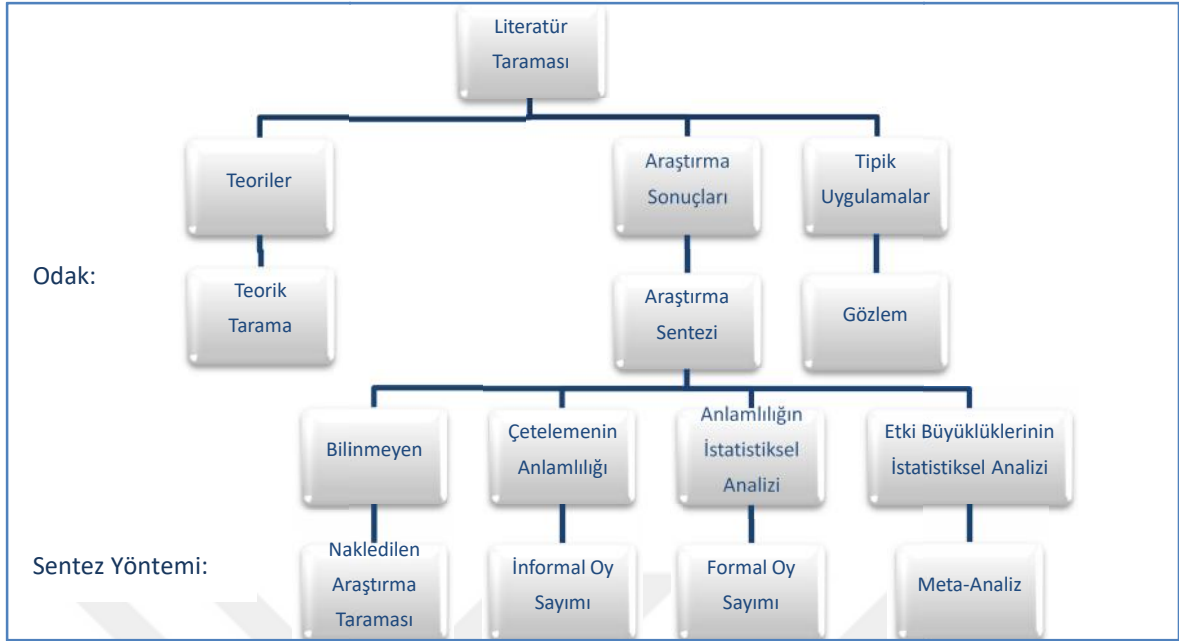 Literatür
Taraması
Teoriler
Araştırma
Sonuçları
Tipik
Uygulamalar
Odak:
Teorik
Tarama
Araştırma
Sentezi
Gözlem
Bilinmeyen
Çetelemenin
Anlamlılığı
Anlamlılığın
İstatistiksel
Analizi
Etki Büyüklüklerinin
İstatistiksel Analizi
Sentez Yöntemi:
Nakledilen
Araştırma
Taraması
İnformal Oy
Sayımı
Formal Oy
Sayımı
Meta-Analiz